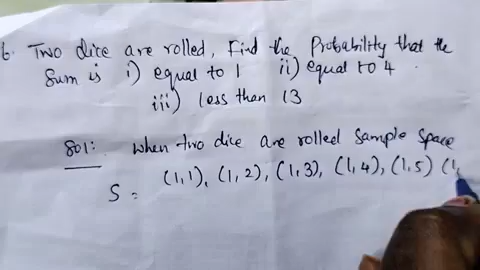 6. Two dice are rolled, Find the Probability that the
Sum is i) equal to 1 ii) equal to 4.
iii) less than 13
Sol: When two dice are rolled sample space
S = (1,1), (1,2), (1,3), (1,4), (1,5) (1,